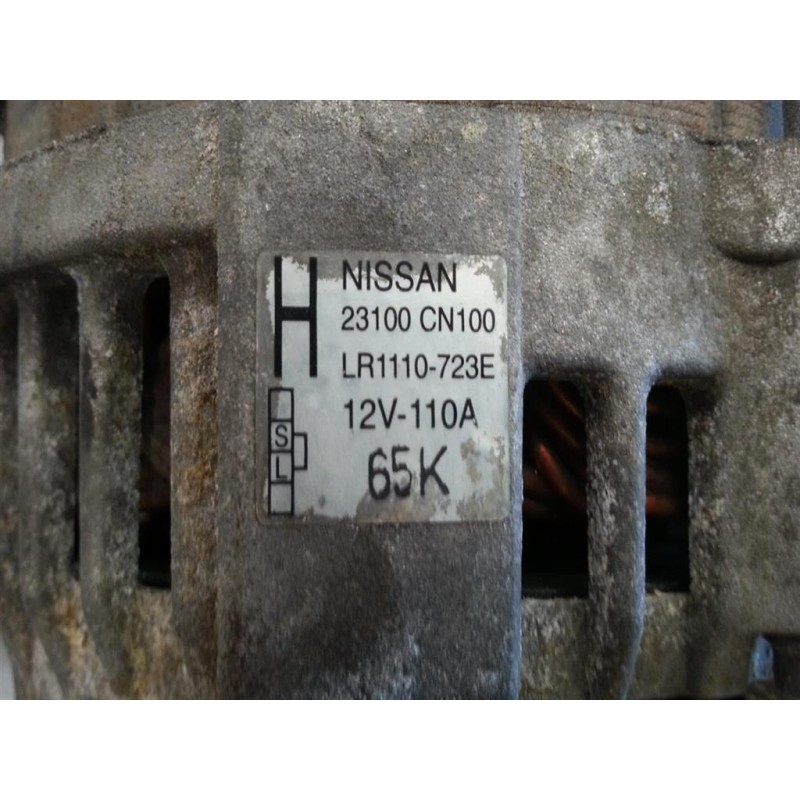 H
NISSAN
23100 CN100
LR1110-723E
12V-110A
S
L
65K